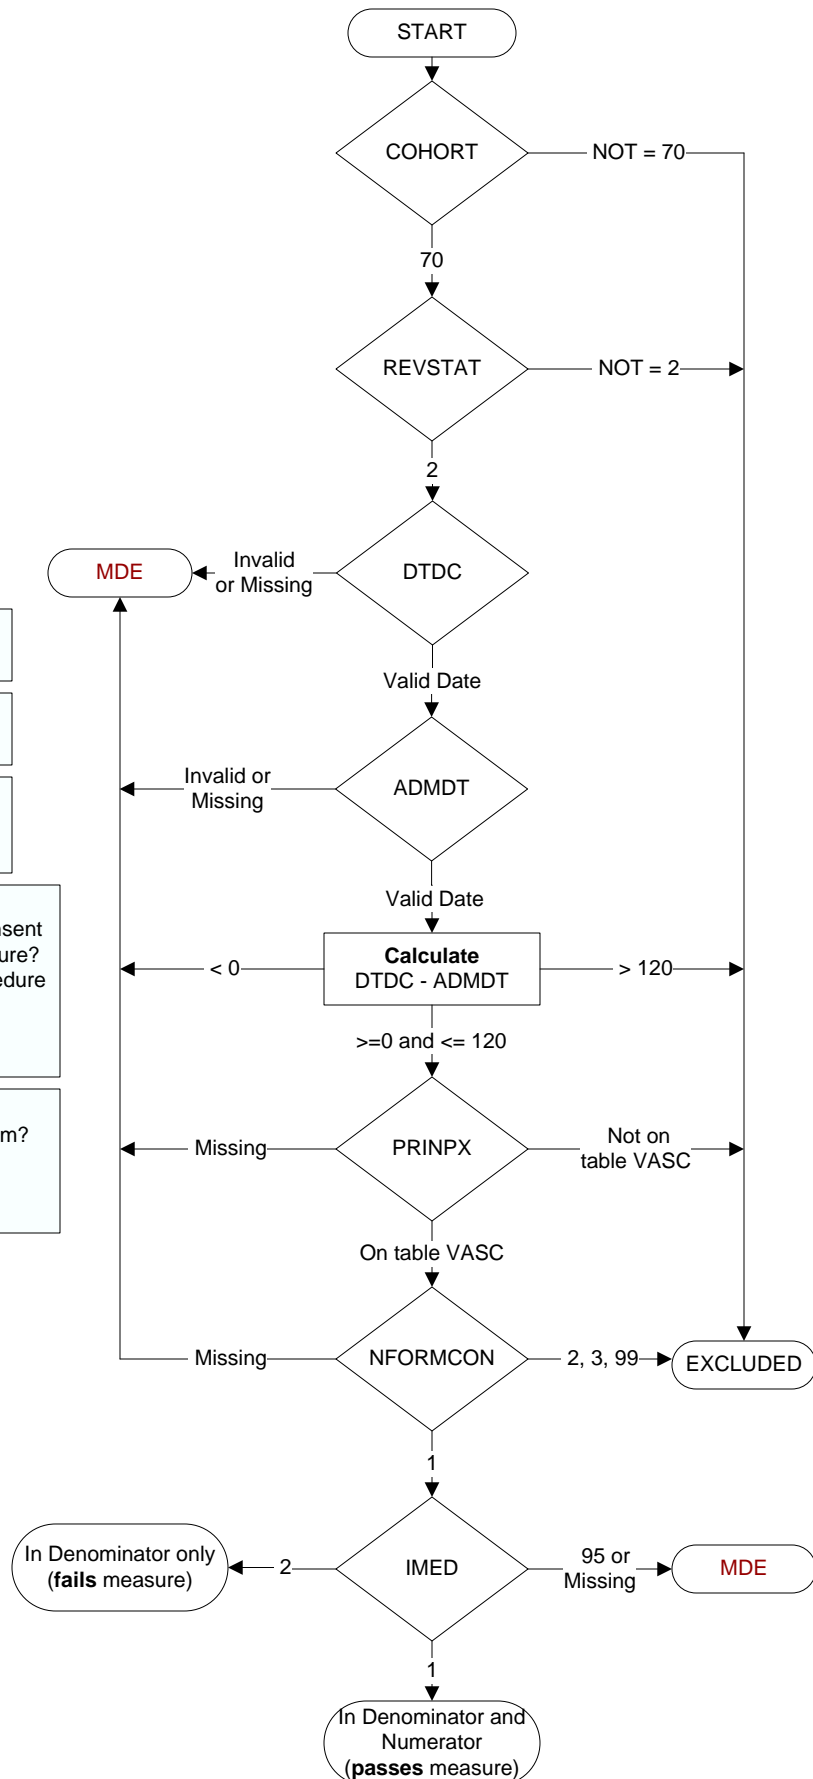 START
COHORT
NOT = 70
70
REVSTAT
NOT = 2
2
MDE
Invalid
or Missing
DTDC
Valid Date
Invalid or
Missing
ADMDT
Valid Date
Calculate
DTDC - ADMDT
< 0
> 120
>=0 and <= 120
Missing
PRINPX
Not on
table VASC
On table VASC
Missing
NFORMCON
2, 3, 99
EXCLUDED
1
In Denominator only
(fails measure)
2
IMED
95 or
Missing
MDE
1
In Denominator and
Numerator
(passes measure)